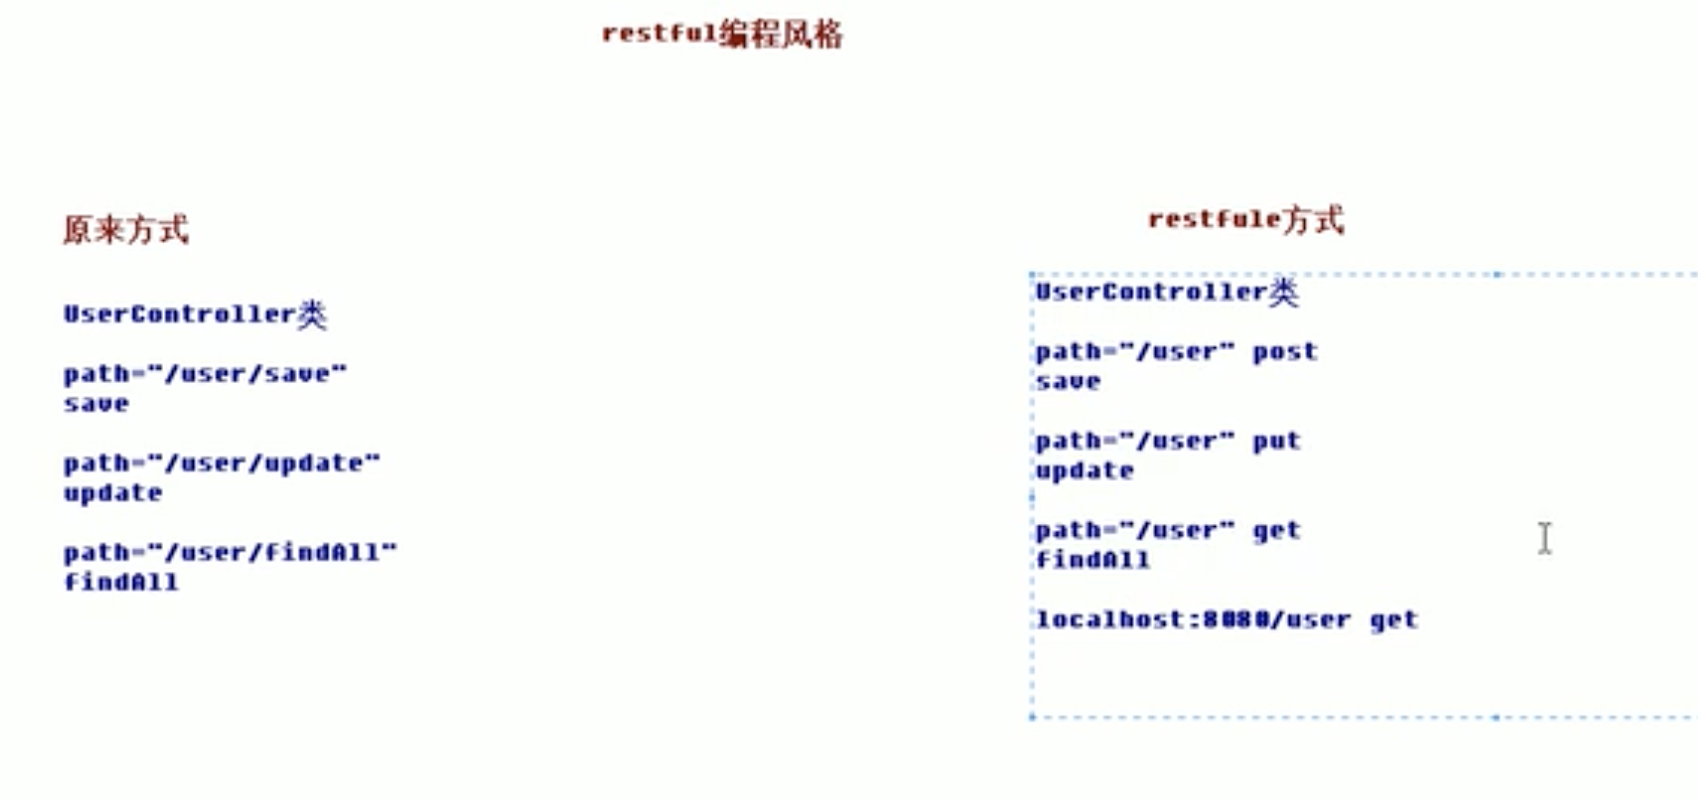 restful编程风格
原来方式
UserController类
path="/user/save"
save
path="/user/update"
update
path="/user/findAll"
findAll
restfule方式
UserController类
path="/user" post
save
path="/user" put
update
path="/user" get
findAll
localhost:8080/user get